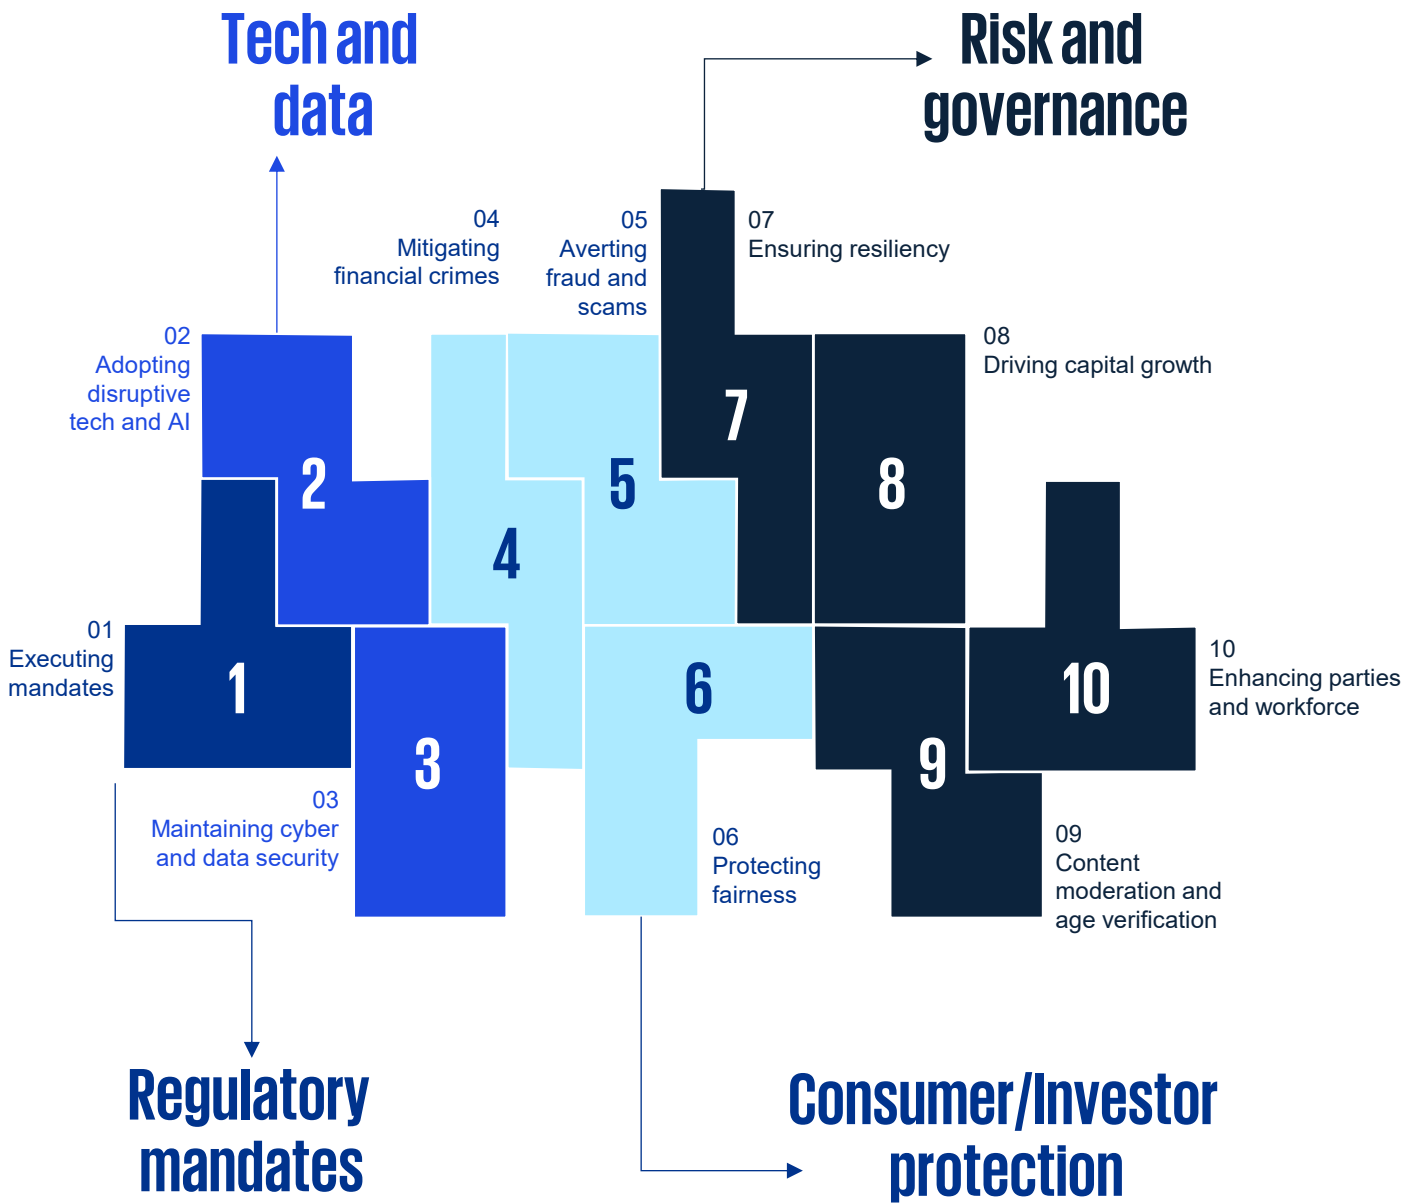 Tech and
data
Risk and
governance
04
Mitigating
financial crimes
05
Averting
fraud and
scams
07
Ensuring resiliency
02
Adopting
disruptive
tech and AI
08
Driving capital growth
7
2
5
8
4
01
Executing
mandates
1
6
10
10
Enhancing parties
and workforce
3
9
03
Maintaining cyber
and data security
06
Protecting
fairness
09
Content
moderation and
age verification
Regulatory
mandates
Consumer/Investor
protection